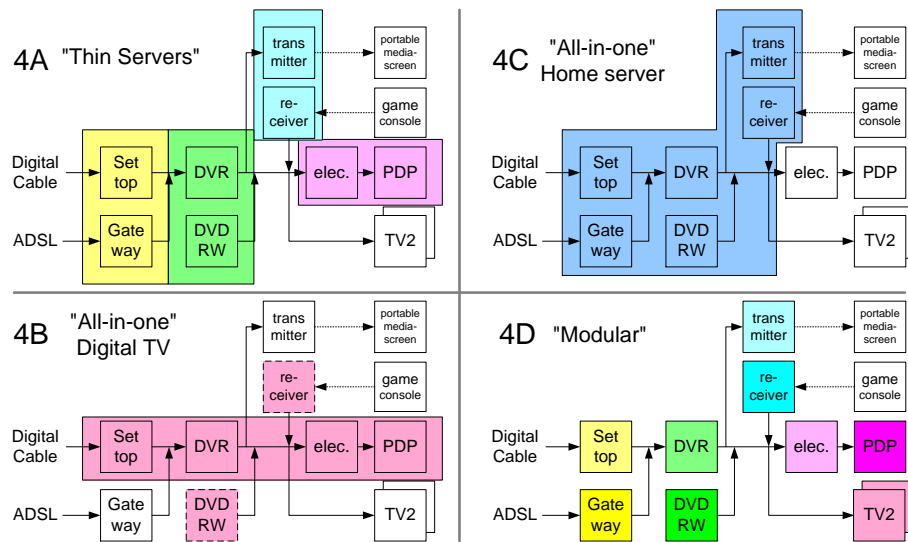 4A "Thin Servers"
trans
mitter
portable
media-
screen
re-
ceiver
game
console
Digital
Cable
Set
top
DVR
elec.
PDP
ADSL
Gate
way
DVD
RW
TV2
4C "All-in-one"
Home server
trans
mitter
portable
media-
screen
re-
ceiver
game
console
Digital
Cable
Set
top
DVR
elec.
PDP
ADSL
Gate
way
DVD
RW
TV2
4B "All-in-one"
Digital TV
trans
mitter
portable
media-
screen
re-
ceiver
game
console
Digital
Cable
Set
top
DVR
elec.
PDP
ADSL
Gate
way
DVD
RW
TV2
4D "Modular"
trans
mitter
portable
media-
screen
re-
ceiver
game
console
Digital
Cable
Set
top
DVR
elec.
PDP
ADSL
Gate
way
DVD
RW
TV2